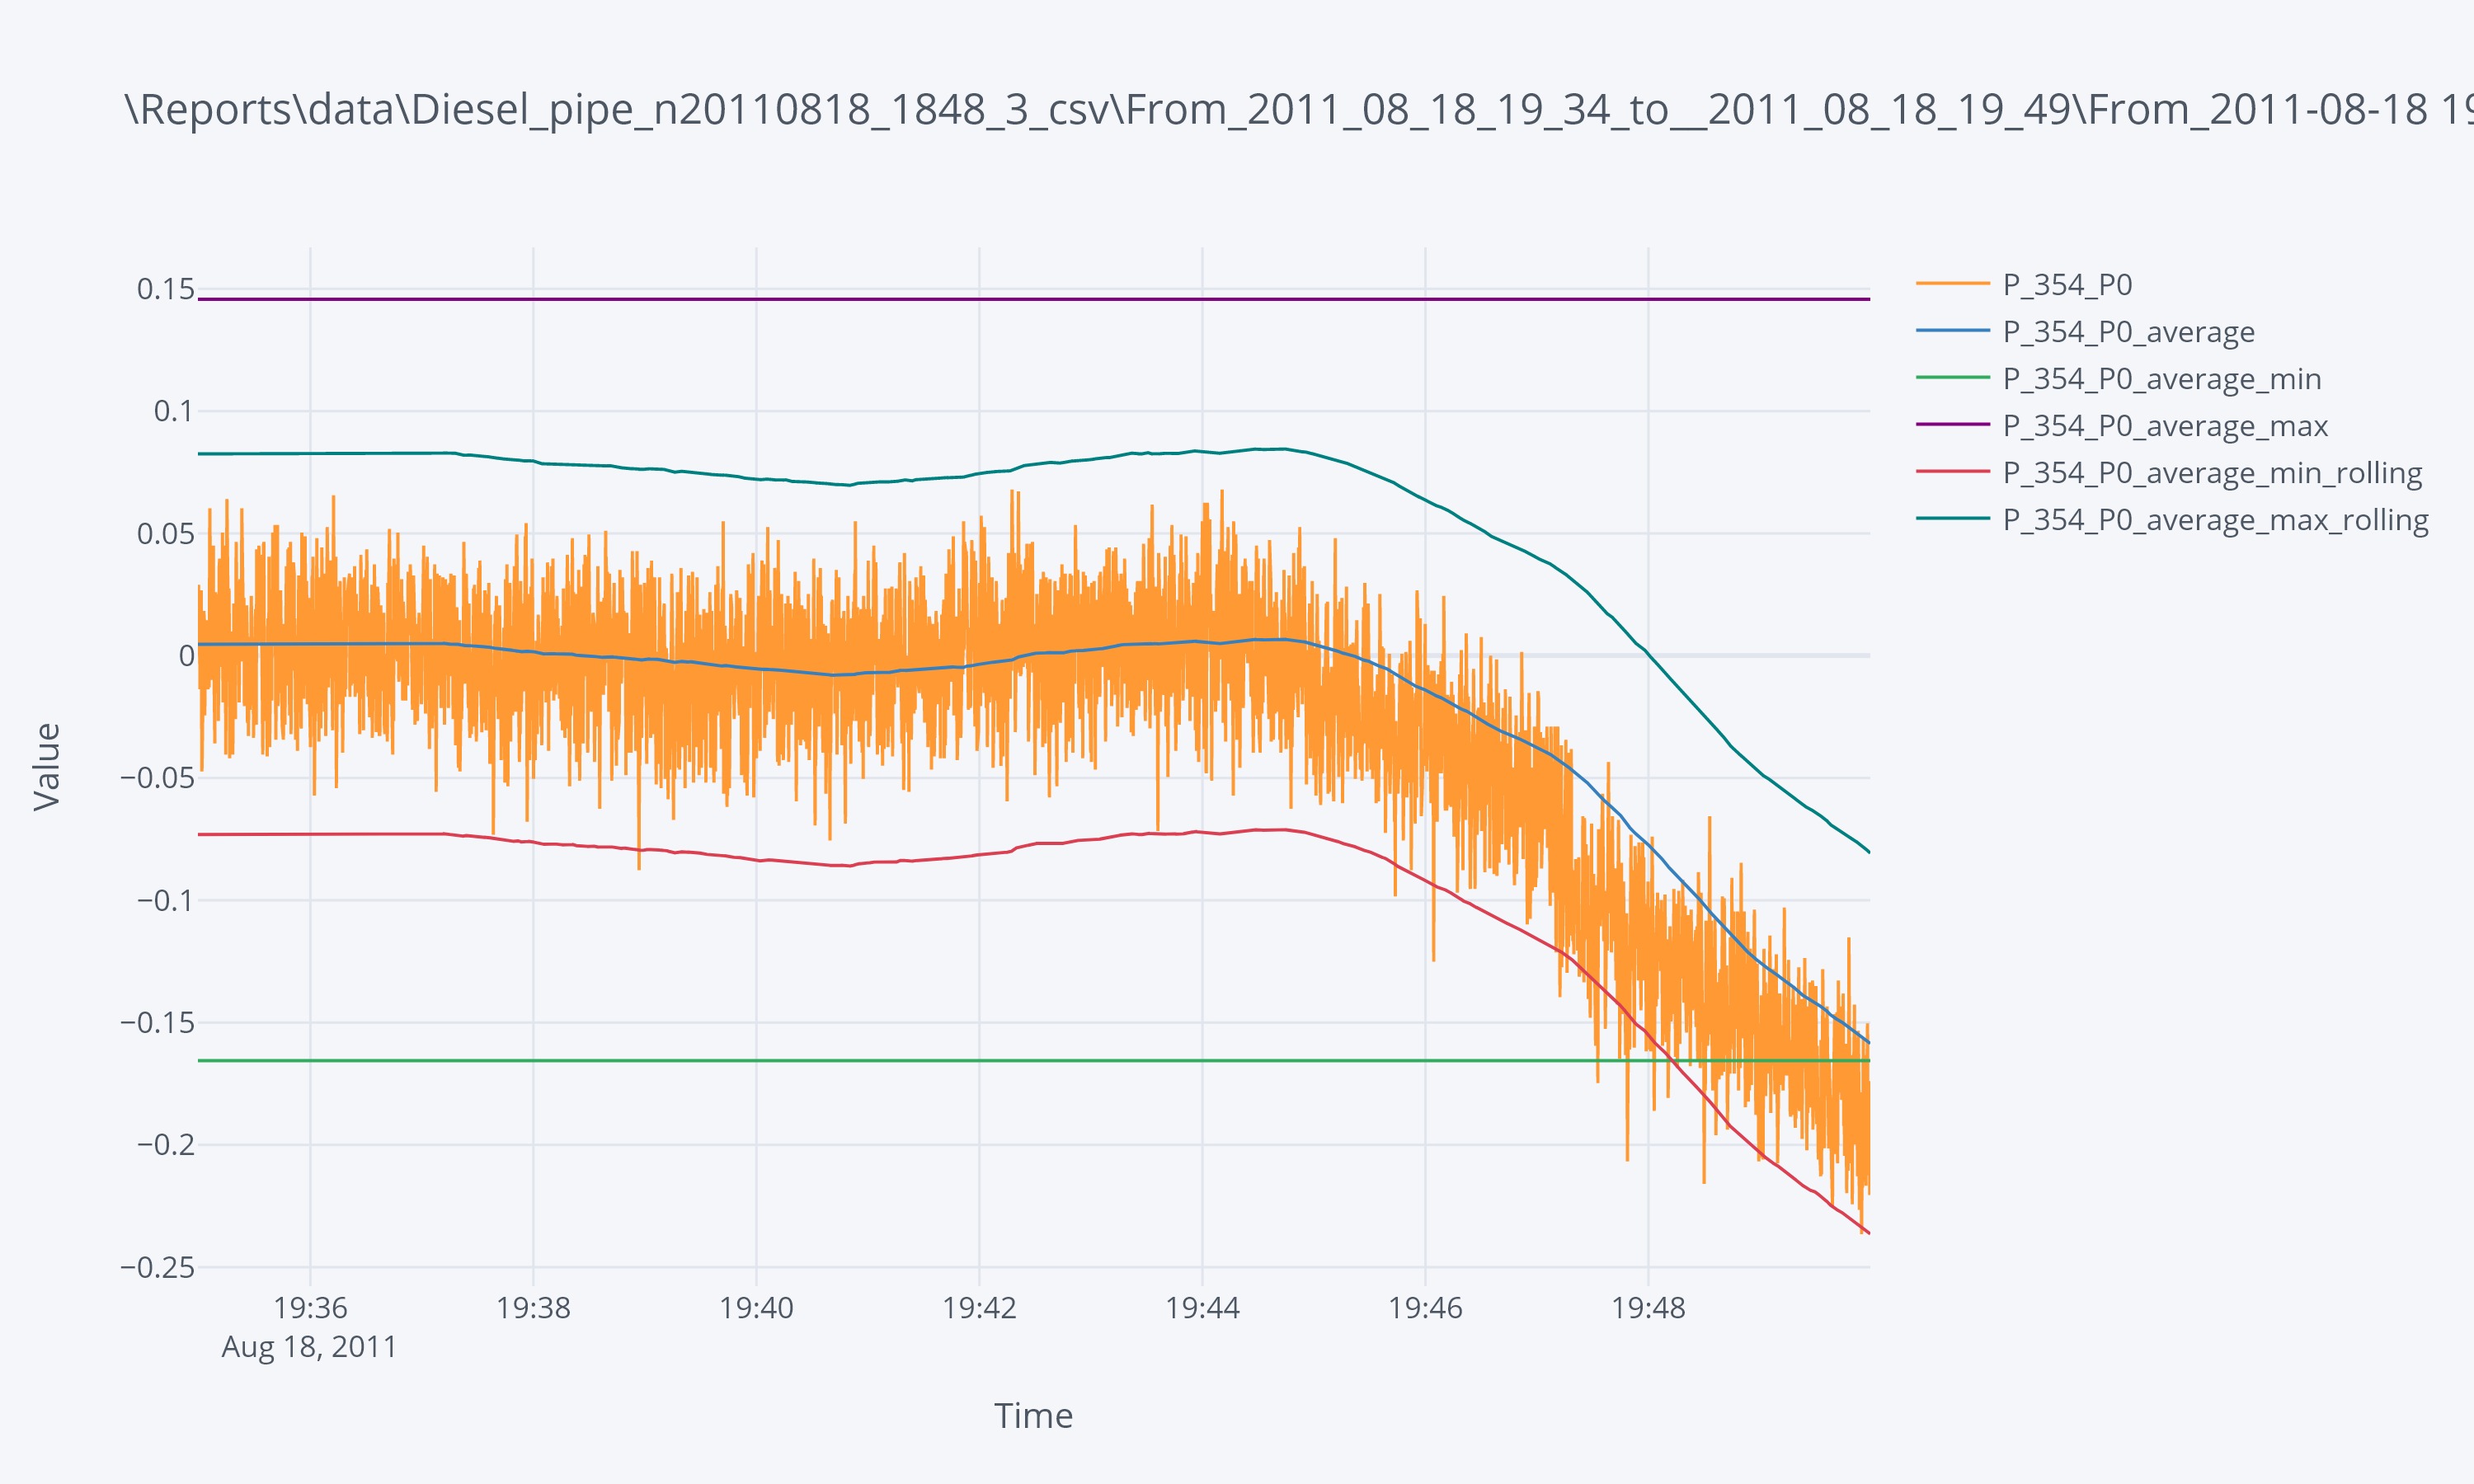 \Reports\data\Diesel_pipe_n20110818_1848_3_csv\From_2011_08_18_19_34_to__2011_08_18_19_49\From_2011-08-18 19
P_354_P0
P_354_P0_average
P_354_P0_average_min
P_354_P0_average_max
P_354_P0_average_min_rolling
P_354_P0_average_max_rolling
Value
0.15
0.1
0.05
0
−0.05
−0.1
−0.15
−0.2
−0.25
19:36 19:38 19:40 19:42 19:44 19:46 19:48
Aug 18, 2011
Time